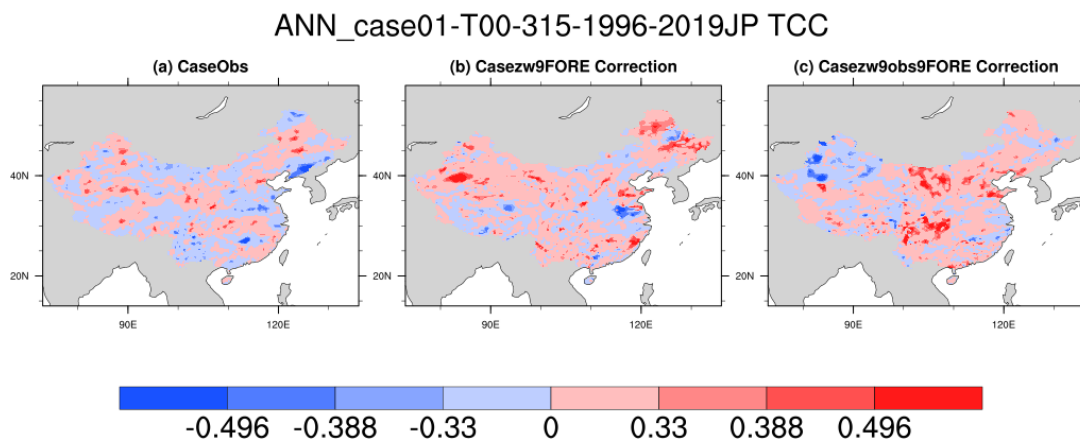 ANN_case01-T00-315-1996-2019JP TCC
(a) CaseObs
(b) Casezw9FORE Correction
(c) Casezw9obs9FORE Correction
40N
20N
90E
120E
40N
20N
90E
120E
40N
20N
90E
120E
-0.496 -0.388 -0.33 0 0.33 0.388 0.496